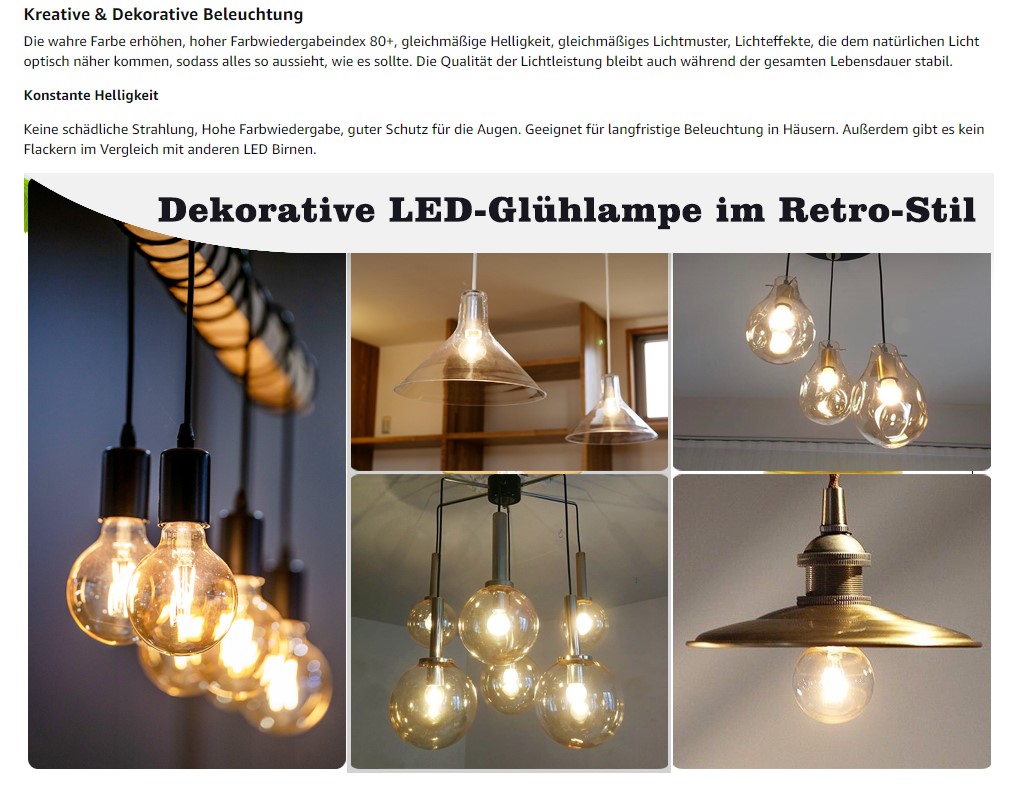 Kreative & Dekorative Beleuchtung
Die wahre Farbe erhöhen, hoher Farbwiedergabeindex 80+, gleichmäßige Helligkeit, gleichmäßiges Lichtmuster, Lichteffekte, die dem natürlichen Licht
optisch näher kommen, sodass alles so aussieht, wie es sollte. Die Qualität der Lichtleistung bleibt auch während der gesamten Lebensdauer stabil.
Konstante Helligkeit
Keine schädliche Strahlung, Hohe Farbwiedergabe, guter Schutz für die Augen. Geeignet für langfristige Beleuchtung in Häusern. Außerdem gibt es kein
Flackern im Vergleich mit anderen LED Birnen.
Dekorative LED-Glühlampe im Retro-Stil